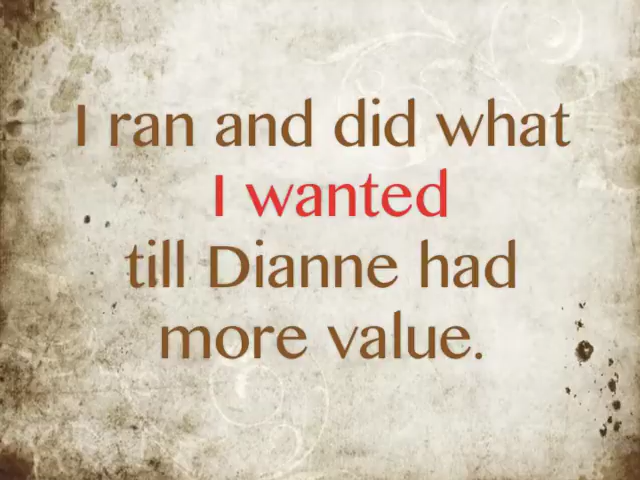 I ran and did what
I wanted
till Dianne had
more value.